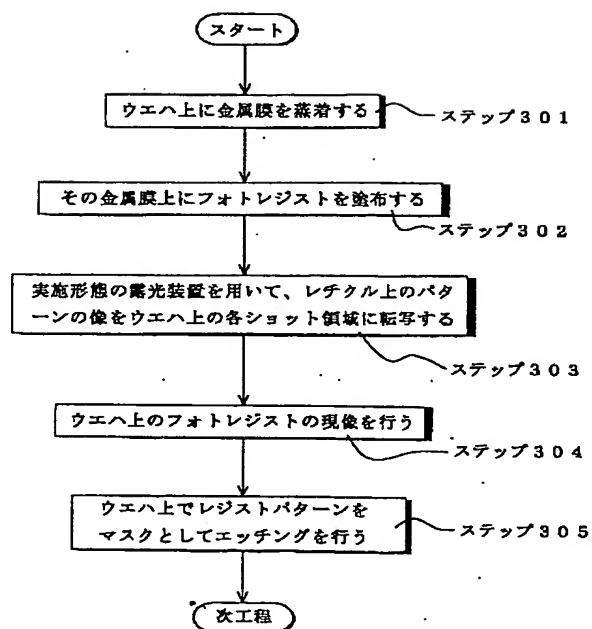 スタート
ウエハ上に金属膜を蒸着する
ステップ301
その金属膜上にフォトレジストを塗布する
ステップ302
実施形態の露光装置を用いて、レチクル上のパタ
ーンの像をウエハ上の各ショット領域に転写する
ステップ303
ウエハ上のフォトレジストの現像を行う
ステップ304
ウエハ上でレジストパターンを
マスクとしてエッチングを行う
ステップ305
次工程